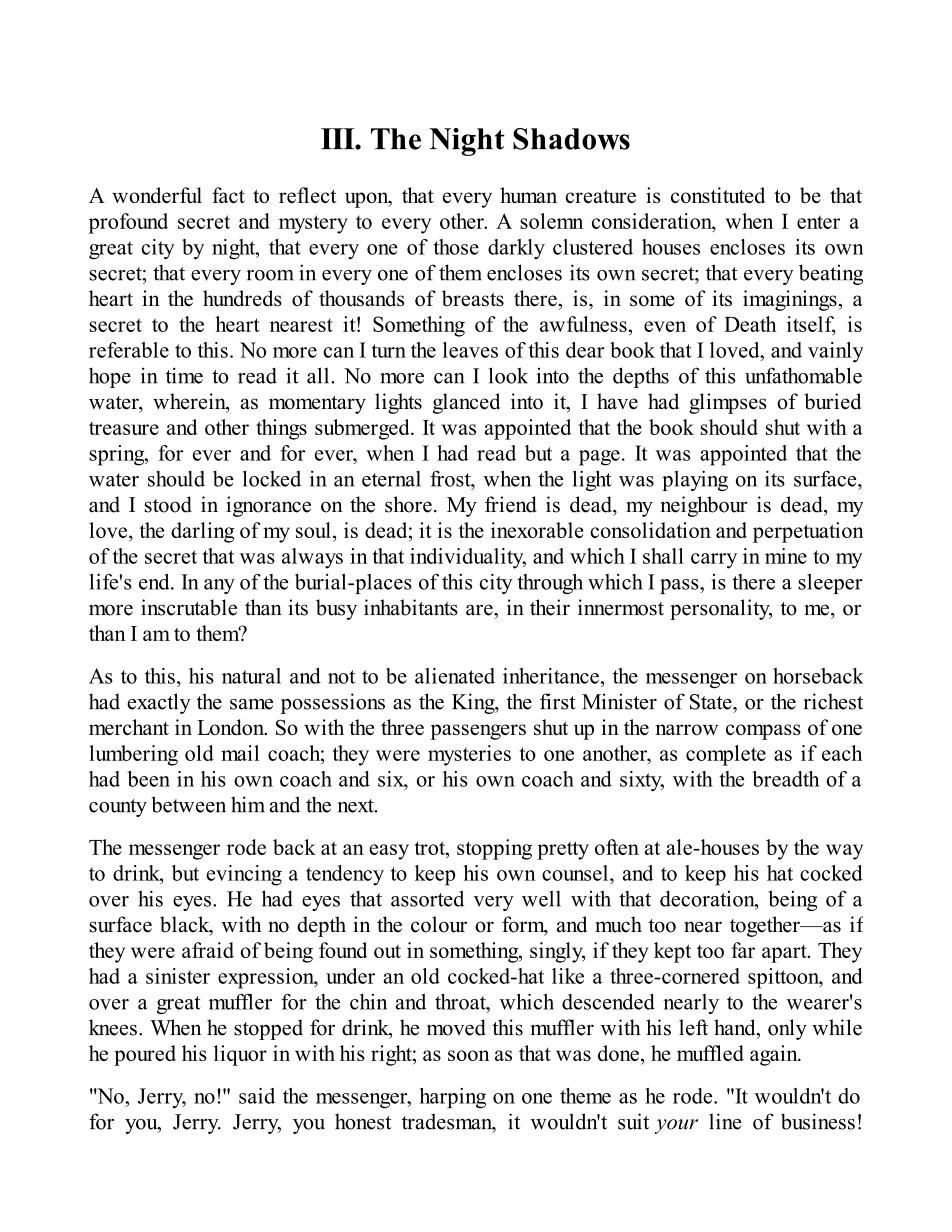 III. The Night Shadows
A wonderful fact to reflect upon, that every human creature is constituted to be that
profound secret and mystery to every other. A solemn consideration, when I enter a
great city by night, that every one of those darkly clustered houses encloses its own
secret; that every room in every one of them encloses its own secret; that every beating
heart in the hundreds of thousands of breasts there, is, in some of its imaginings, a
secret to the heart nearest it! Something of the awfulness, even of Death itself, is
referable to this. No more can I turn the leaves of this dear book that I loved, and vainly
hope in time to read it all. No more can I look into the depths of this unfathomable
water, wherein, as momentary lights glanced into it, I have had glimpses of buried
treasure and other things submerged. It was appointed that the book should shut with a
spring, for ever and for ever, when I had read but a page. It was appointed that the
water should be locked in an eternal frost, when the light was playing on its surface,
and I stood in ignorance on the shore. My friend is dead, my neighbour is dead, my
love, the darling of my soul, is dead; it is the inexorable consolidation and perpetuation
of the secret that was always in that individuality, and which I shall carry in mine to my
life's end. In any of the burial-places of this city through which I pass, is there a sleeper
more inscrutable than its busy inhabitants are, in their innermost personality, to me, or
than I am to them?
As to this, his natural and not to be alienated inheritance, the messenger on horseback
had exactly the same possessions as the King, the first Minister of State, or the richest
merchant in London. So with the three passengers shut up in the narrow compass of one
lumbering old mail coach; they were mysteries to one another, as complete as if each
had been in his own coach and six, or his own coach and sixty, with the breadth of a
county between him and the next.
The messenger rode back at an easy trot, stopping pretty often at ale-houses by the way
to drink, but evincing a tendency to keep his own counsel, and to keep his hat cocked
over his eyes. He had eyes that assorted very well with that decoration, being of a
surface black, with no depth in the colour or form, and much too near together—as if
they were afraid of being found out in something, singly, if they kept too far apart. They
had a sinister expression, under an old cocked-hat like a three-cornered spittoon, and
over a great muffler for the chin and throat, which descended nearly to the wearer's
knees. When he stopped for drink, he moved this muffler with his left hand, only while
he poured his liquor in with his right; as soon as that was done, he muffled again.
"No, Jerry, no!" said the messenger, harping on one theme as he rode. "It wouldn't do
for you, Jerry. Jerry, you honest tradesman, it wouldn't suit your line of business!